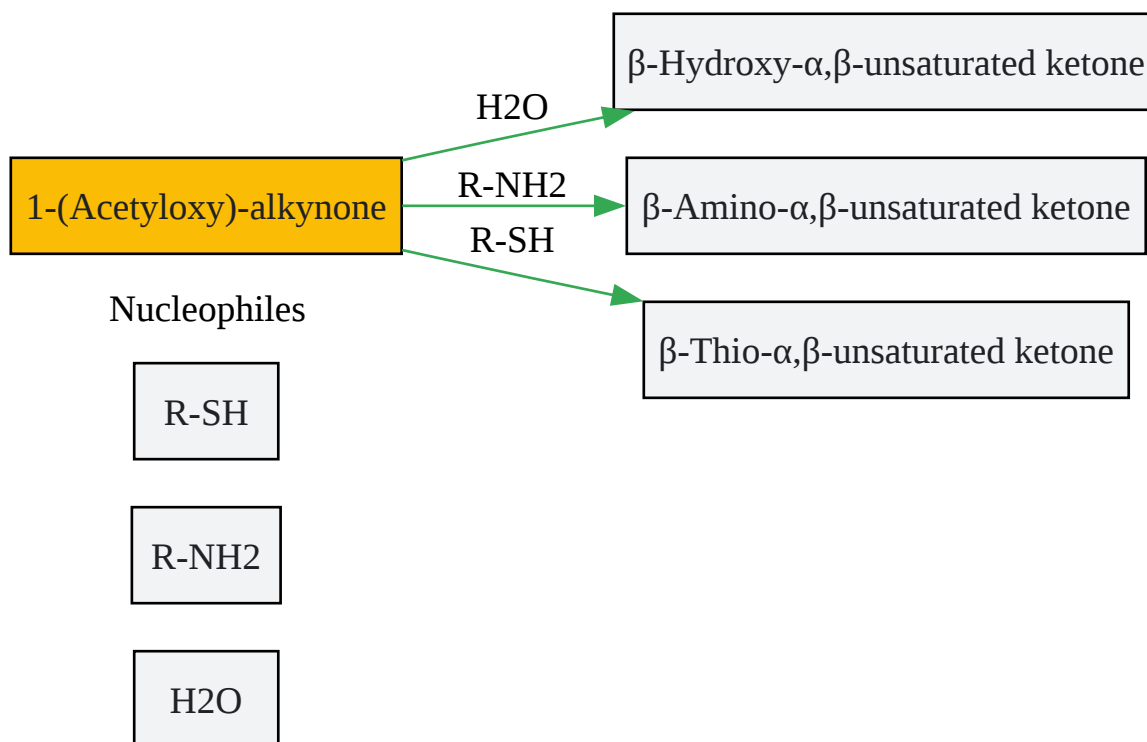 β-Hydroxy-α,β-unsaturated ketone
H2O
1-(Acetyloxy)-alkynone
R-NH2
β-Amino-α,β-unsaturated ketone
R-SH
Nucleophiles
β-Thio-α,β-unsaturated ketone
R-SH
R-NH2
H2O